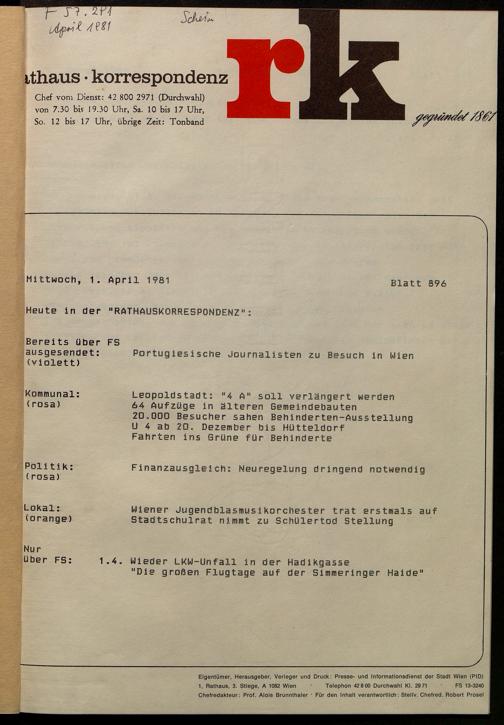 F 57.291
April 1981
Schein
rk
athaus · korrespondenz
gegründet 1861
Chef vom Dienst: 42 800 2971 (Durchwahl)
von 7.30 bis 19.30 Uhr, Sa. 10 bis 17 Uhr,
So. 12 bis 17 Uhr, übrige Zeit: Tonband
Mittwoch, 1. April 1981 Blatt 896
Heute in der "RATHAUSKORRESPONDENZ":
Bereits über FS
ausgesendet: Portugiesische Journalisten zu Besuch in Wien
(violett)
Kommunal: Leopoldstadt: "4 A" soll verlängert werden
(rosa) 64 Aufzüge in älteren Gemeindebauten
20.000 Besucher sahen Behinderten-Ausstellung
U 4 ab 20. Dezember bis Hütteldorf
Fahrten ins Grüne für Behinderte
Politik: Finanzausgleich: Neuregelung dringend notwendig
(rosa)
Lokal: Wiener Jugendblasmusikorchester trat erstmals auf
(orange) Stadtschulrat nimmt zu Schülertod Stellung
Nur
über FS: 1.4. Wieder LKW-Unfall in der Hadikgasse
"Die großen Flugtage auf der Simmeringer Haide"
Eigentümer, Herausgeber, Verleger und Druck: Presse- und Informationsdienst der Stadt Wien (PID)
1, Rathaus, 3. Stiege, A 1082 Wien · Telephon 42 8 00 Durchwahl Kl. 29 71 · FS 13-3240
Chefredakteur: Prof. Alois Brunnthaler · Für den Inhalt verantwortlich: Stellv. Chefred. Robert Prosel